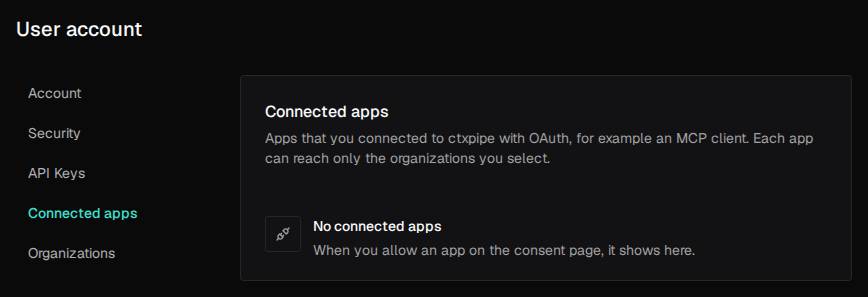 User account
Account
Security
API Keys
Connected apps
Organizations
Connected apps
Apps that you connected to ctxpipe with OAuth, for example an MCP client. Each app
can reach only the organizations you select.
No connected apps
When you allow an app on the consent page, it shows here.